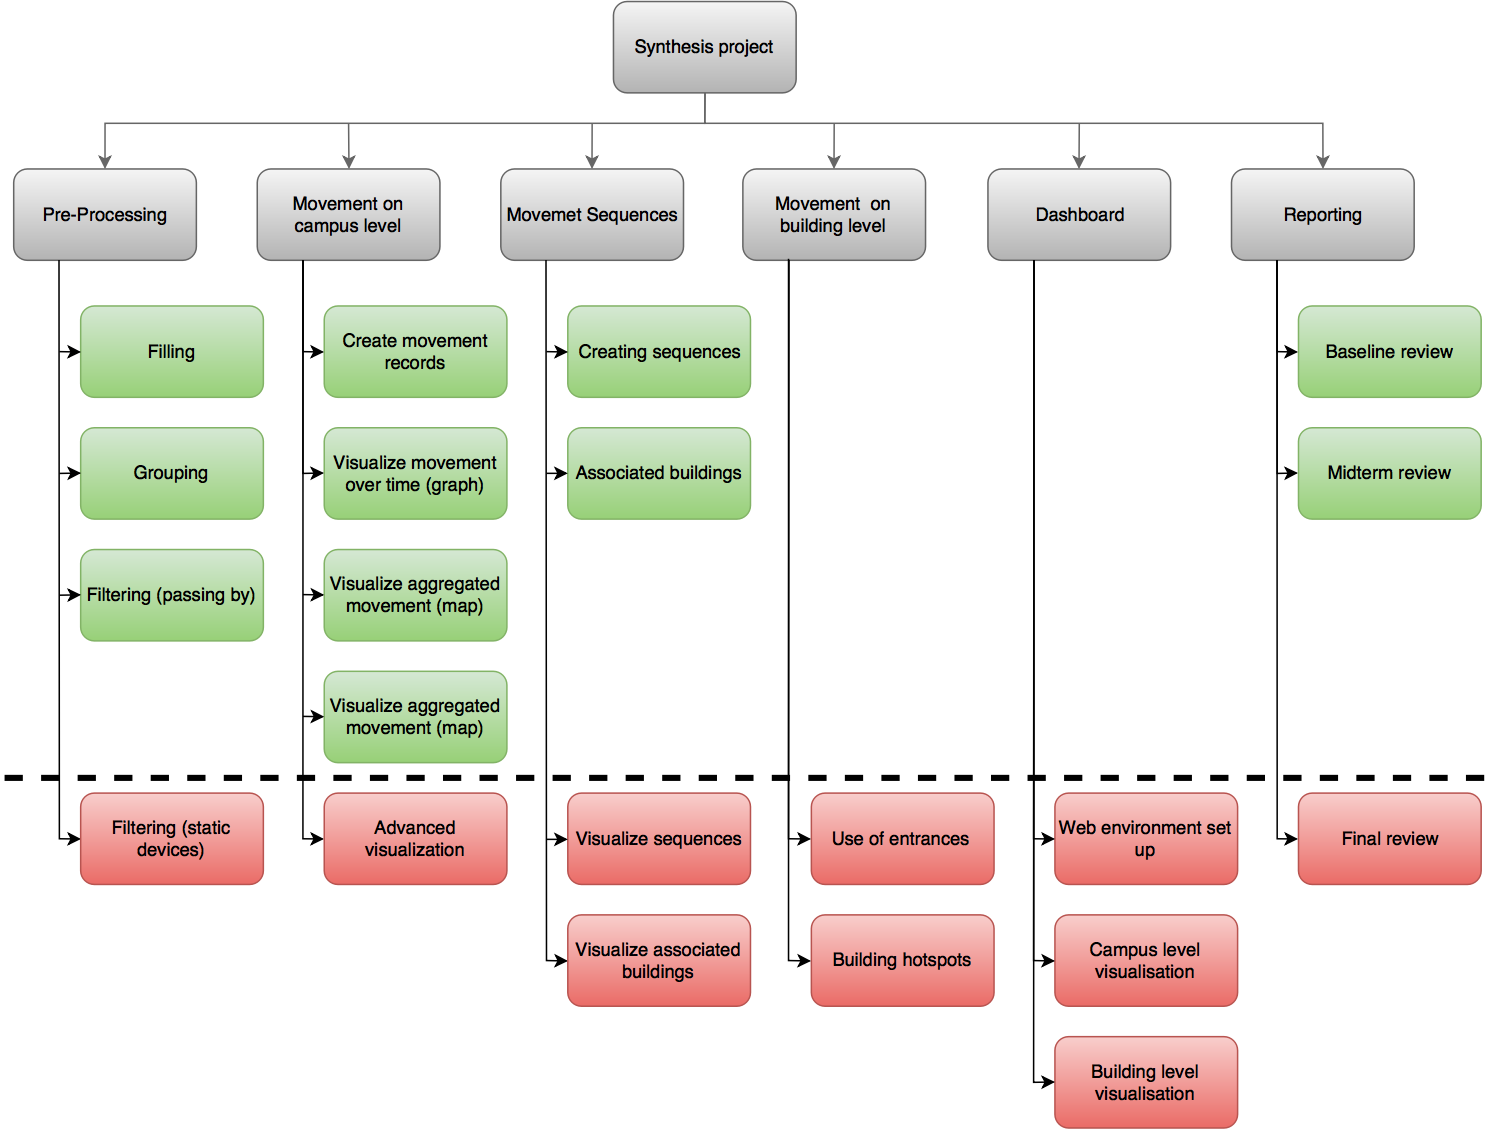 Synthesis project
Pre-Processing
Movement on
campus level
Movemet Sequences
Movement  on
building level
Dashboard
Reporting
Filling
Create movement
records
Creating sequences
Baseline review
Grouping
Visualize movement
over time (graph)
Associated buildings
Midterm review
Filtering (passing by)
Visualize aggregated
movement (map)
Visualize aggregated
movement (map)
Filtering (static
devices)
Advanced
visualization
Visualize sequences
Use of entrances
Web environment set
up
Final review
Visualize associated
buildings
Building hotspots
Campus level
visualisation
Building level
visualisation